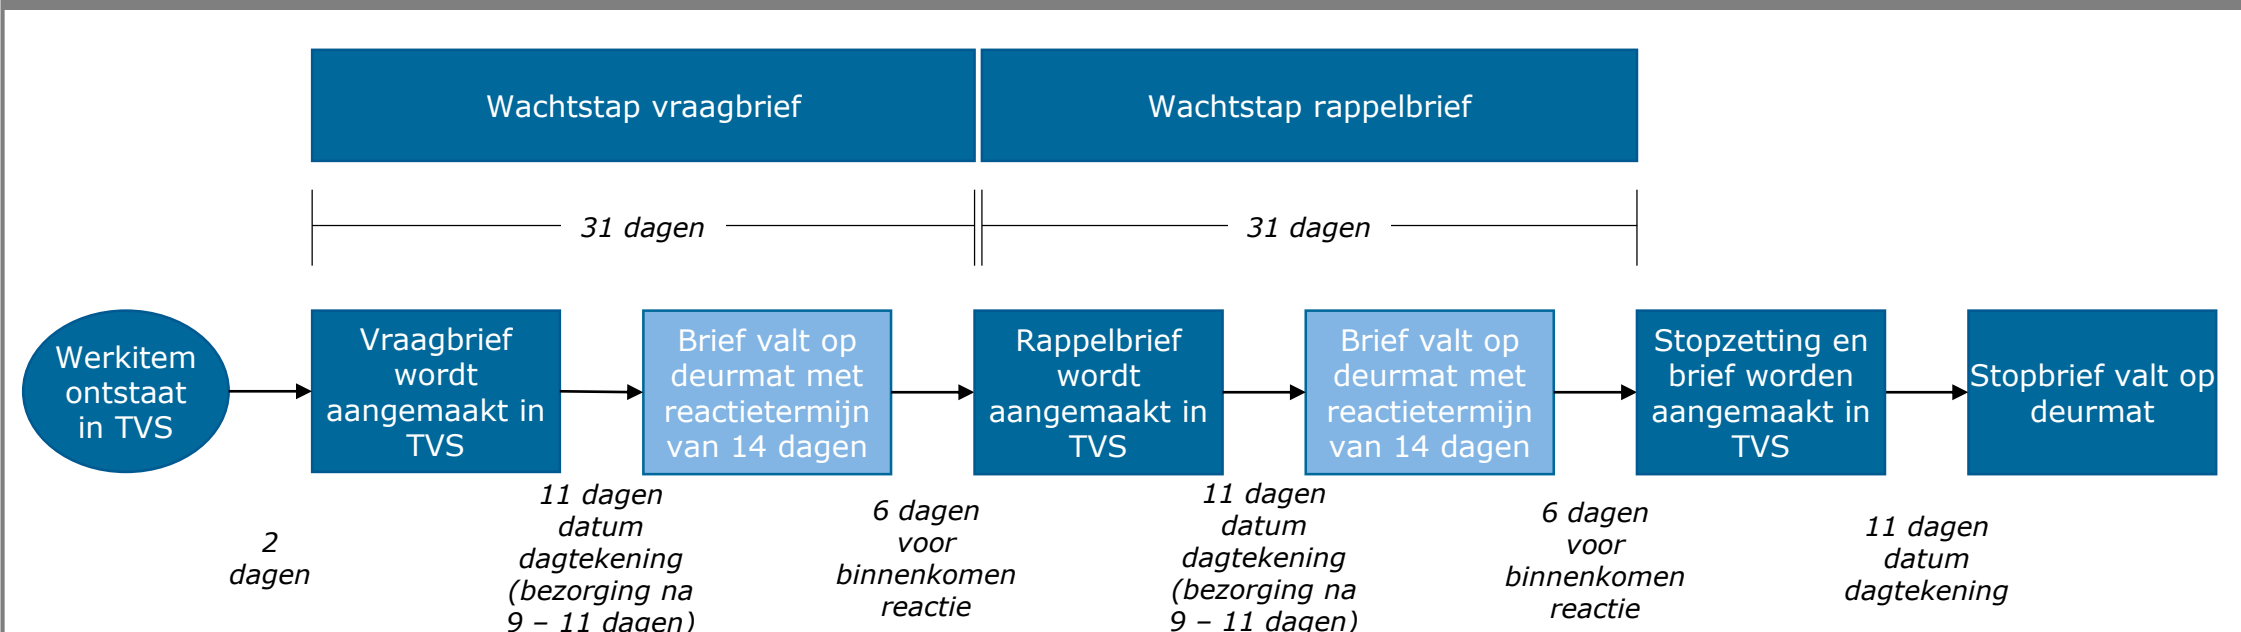 Wachtstap vraagbrief
Wachtstap rappelbrief
31 dagen
31 dagen
Werkitem
ontstaat
in TVS
Vraagbrief
wordt
aangemaakt in
TVS
Brief valt op
deurmat met
reactietermijn
van 14 dagen
Rappelbrief
wordt
aangemaakt in
TVS
Brief valt op
deurmat met
reactietermijn
van 14 dagen
Stopzetting en
brief worden
aangemaakt in
TVS
Stopbrief valt op
deurmat
2
dagen
11 dagen
datum
dagtekening
(bezorging na
9 – 11 dagen)
6 dagen
voor
binnenkomen
reactie
11 dagen
datum
dagtekening
(bezorging na
9 – 11 dagen)
6 dagen
voor
binnenkomen
reactie
11 dagen
datum
dagtekening